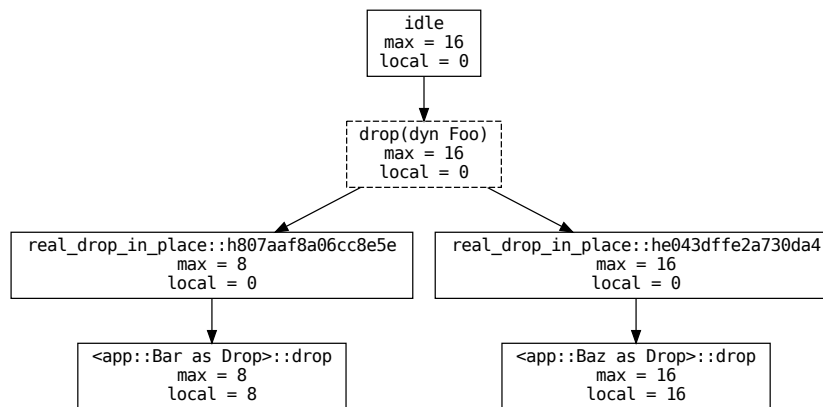 idle
max = 16
local = 0
drop(dyn Foo)
max = 16
local = 0
real_drop_in_place::h807aaf8a06cc8e5e
max = 8
local = 0
real_drop_in_place::he043dffe2a730da4
max = 16
local = 0
<app::Bar as Drop>::drop
max = 8
local = 8
<app::Baz as Drop>::drop
max = 16
local = 16